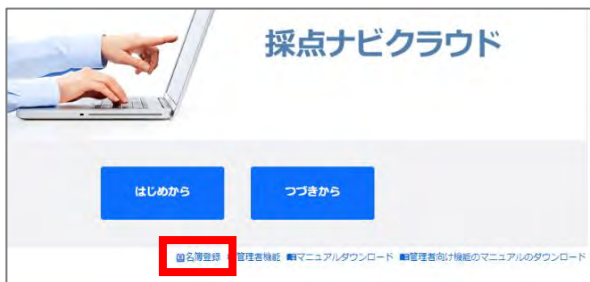 採点ナビクラウド
はじめから
つづきから
名簿登録 管理者機能 マニュアルダウンロード 管理者向け機能のマニュアルのダウンロード